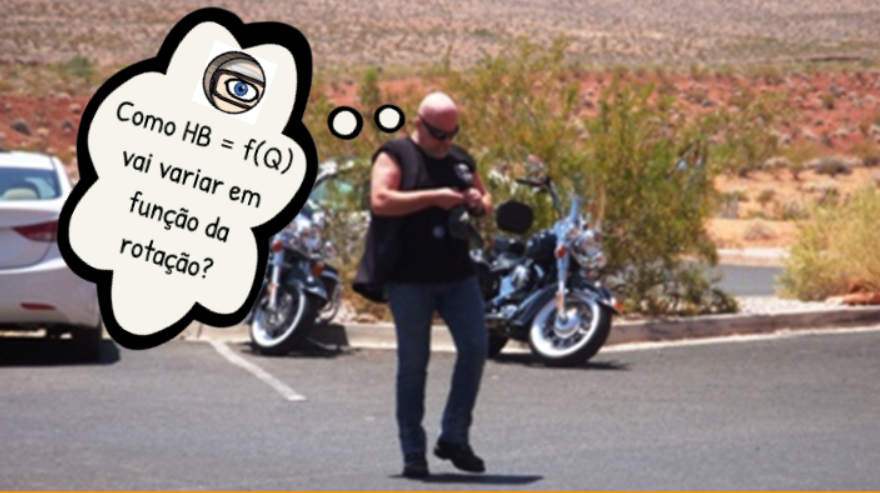 Como HB = f(Q)
vai variar em
função da
rotação?